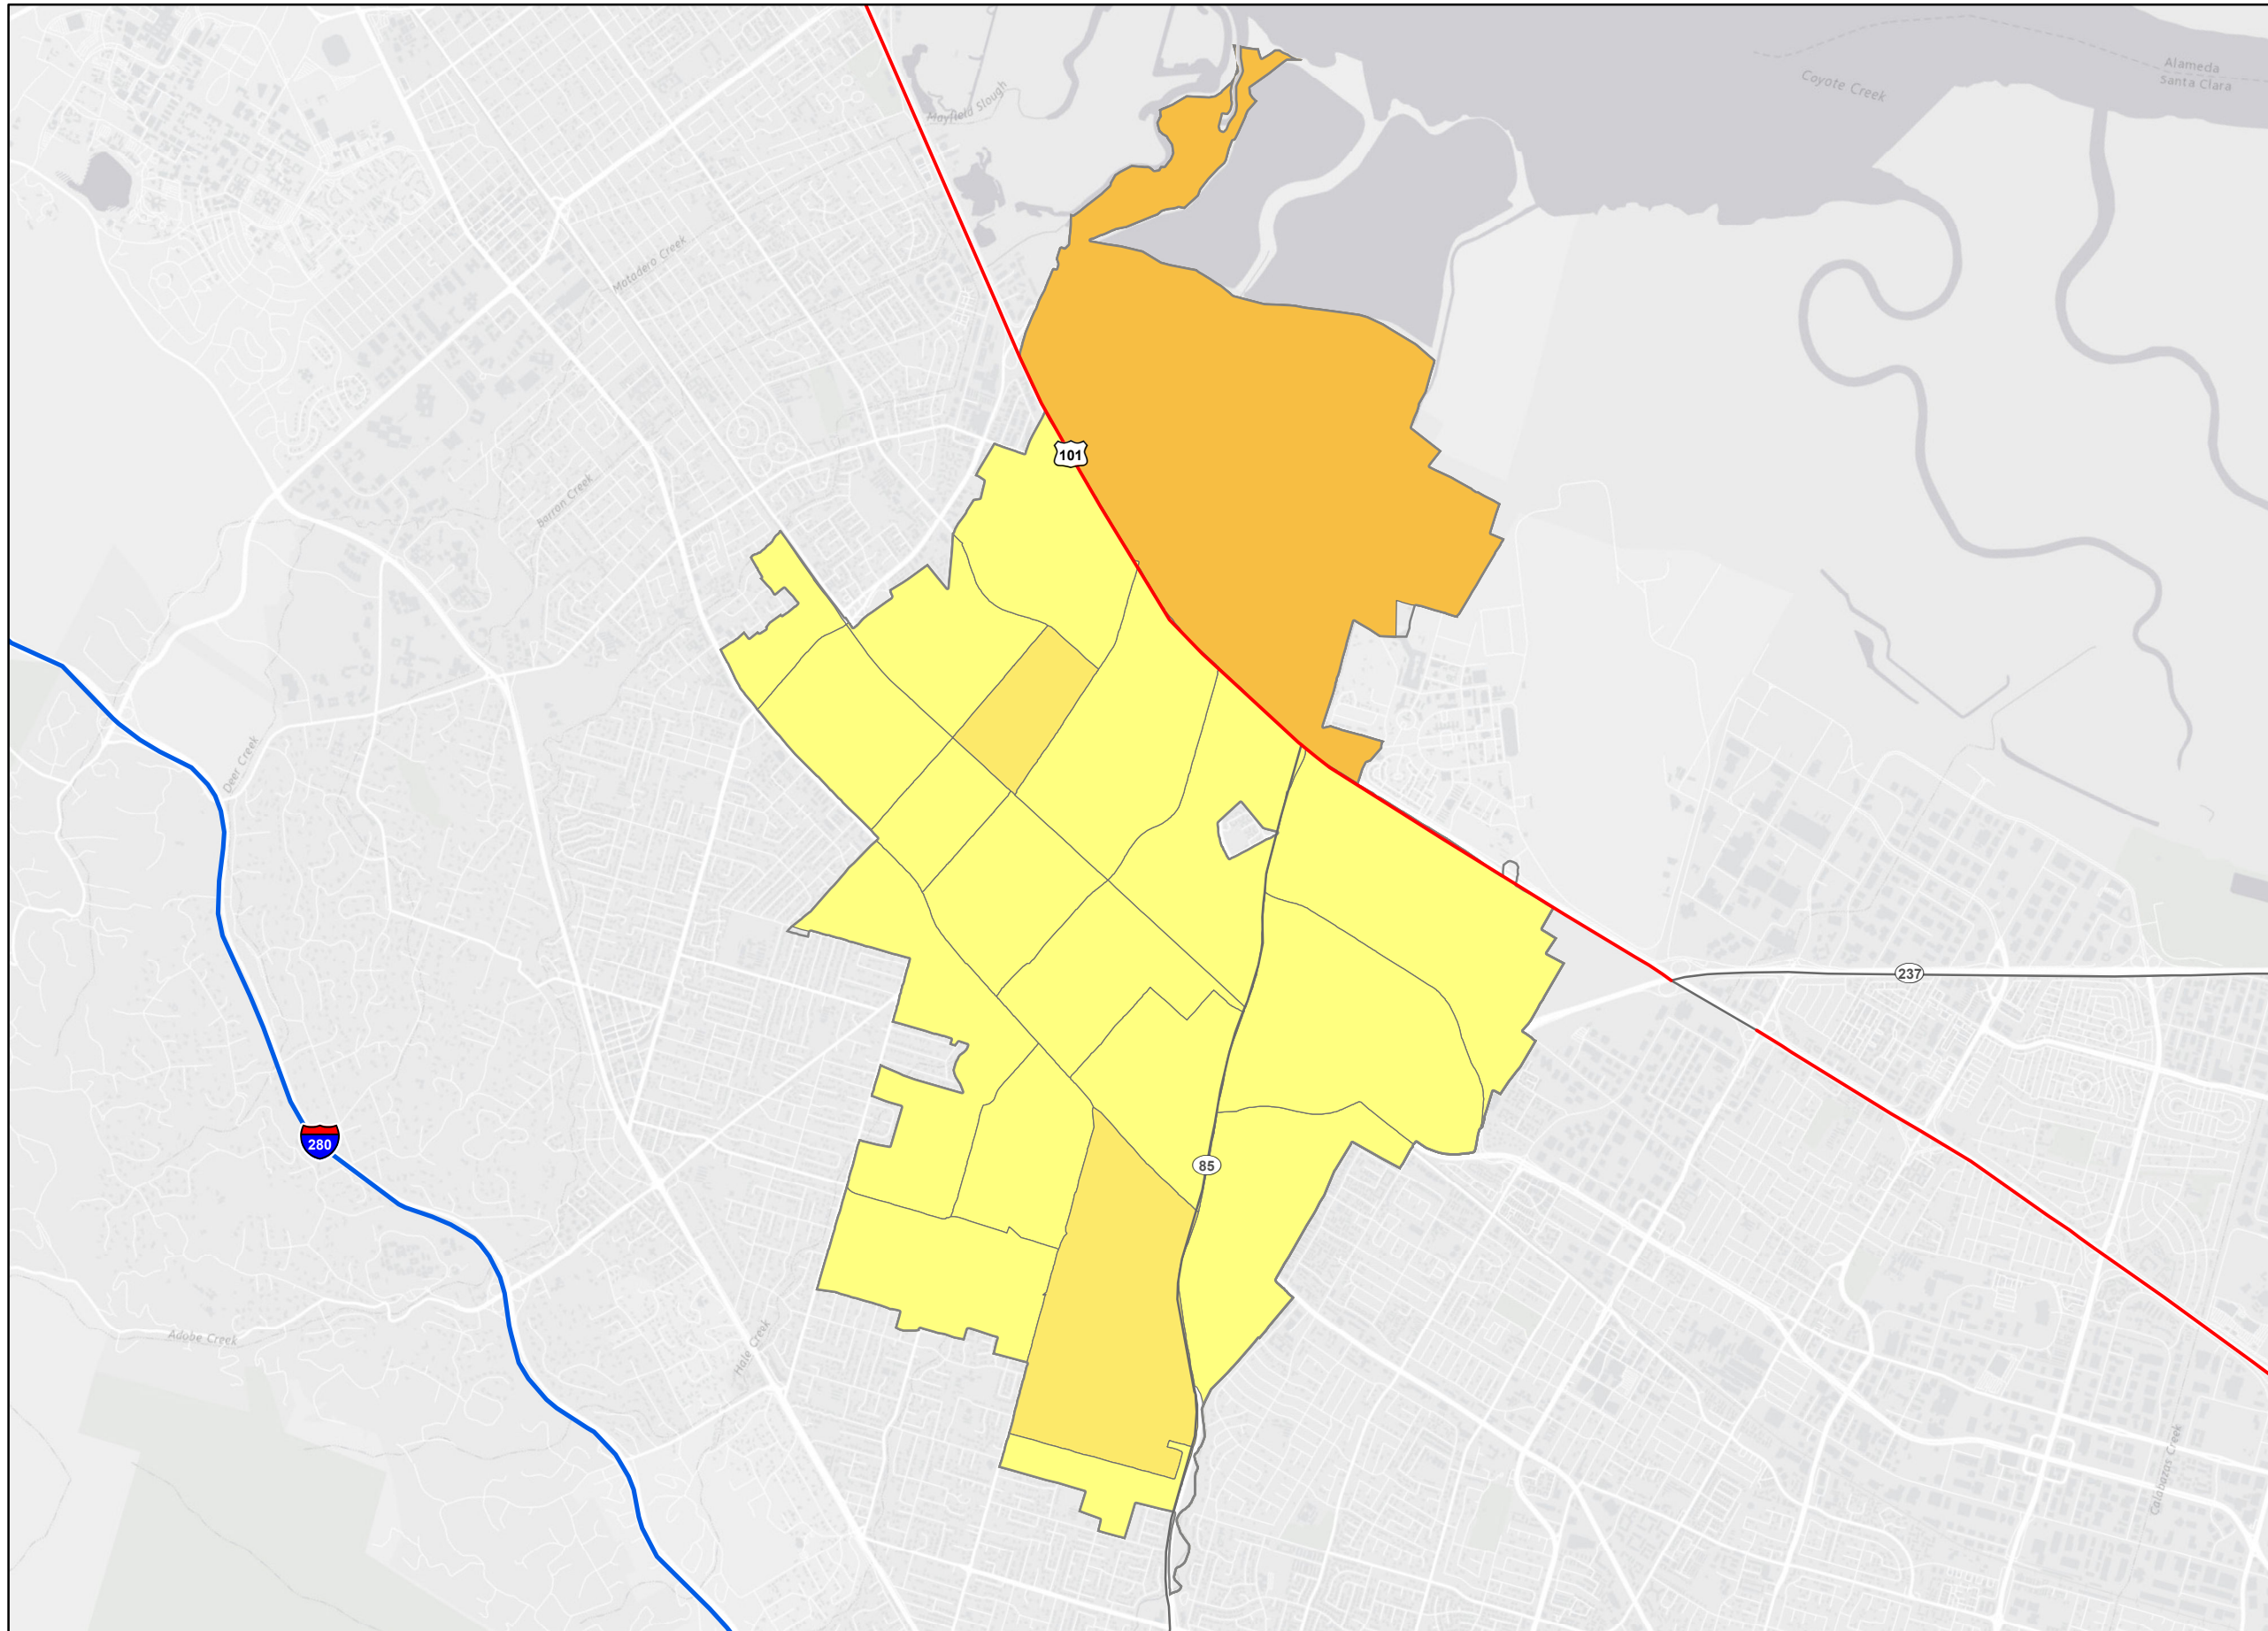 Alameda
Santa Clara
Coyote Creek
Mayfield Slough
Matadero Creek
101
Barron Creek
Deer Creek
237
280
85
Adobe Creek
Hale Creek
Calabazas Creek